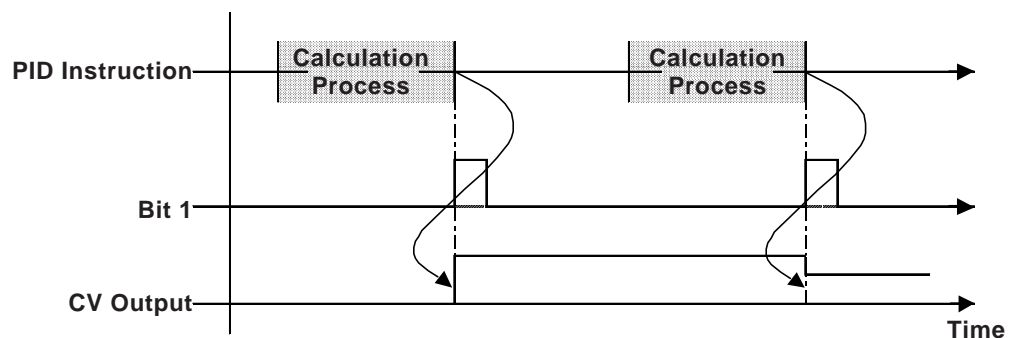 Calculation
Process
Calculation
Process
PID Instruction
Bit 1
CV Output
Time